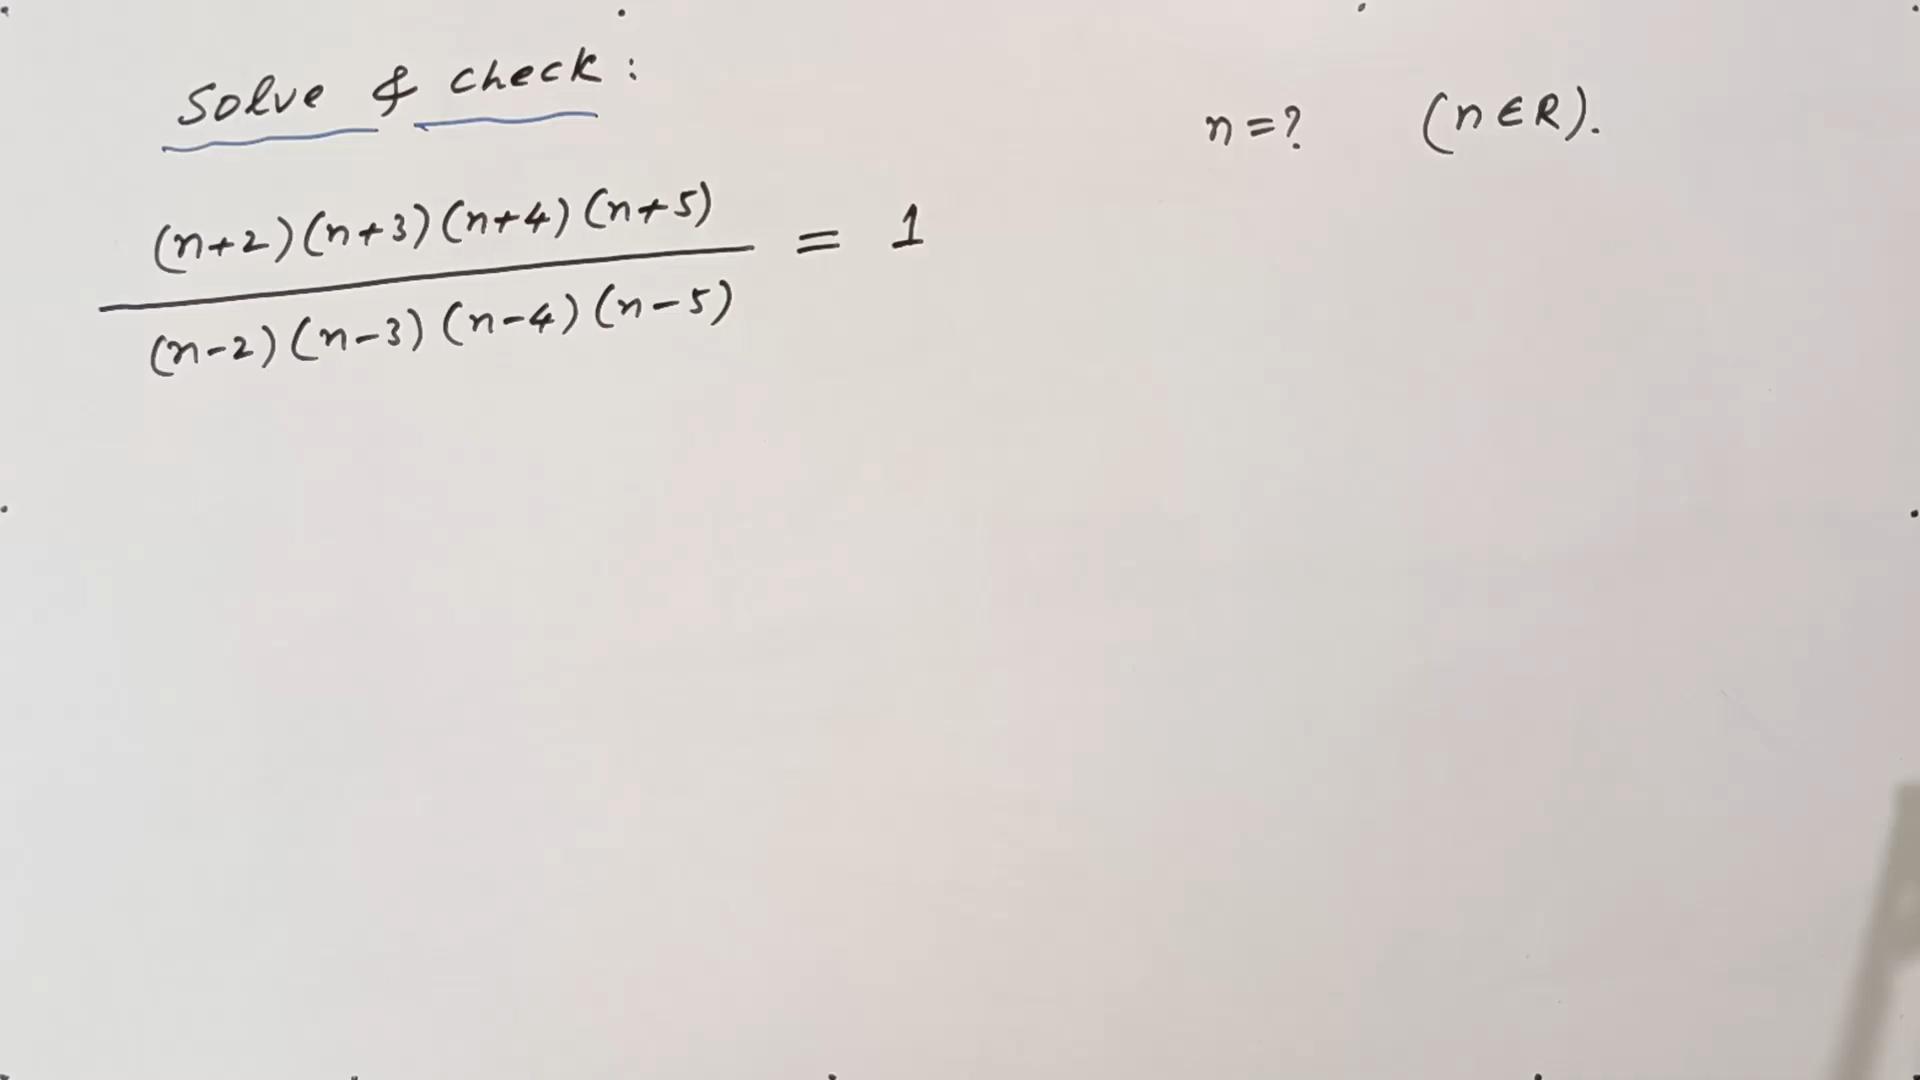 Solve & check :
n = ? (n ∈ R).
(n+2)(n+3)(n+4)(n+5)
= 1
(n-2)(n-3)(n-4)(n-5)